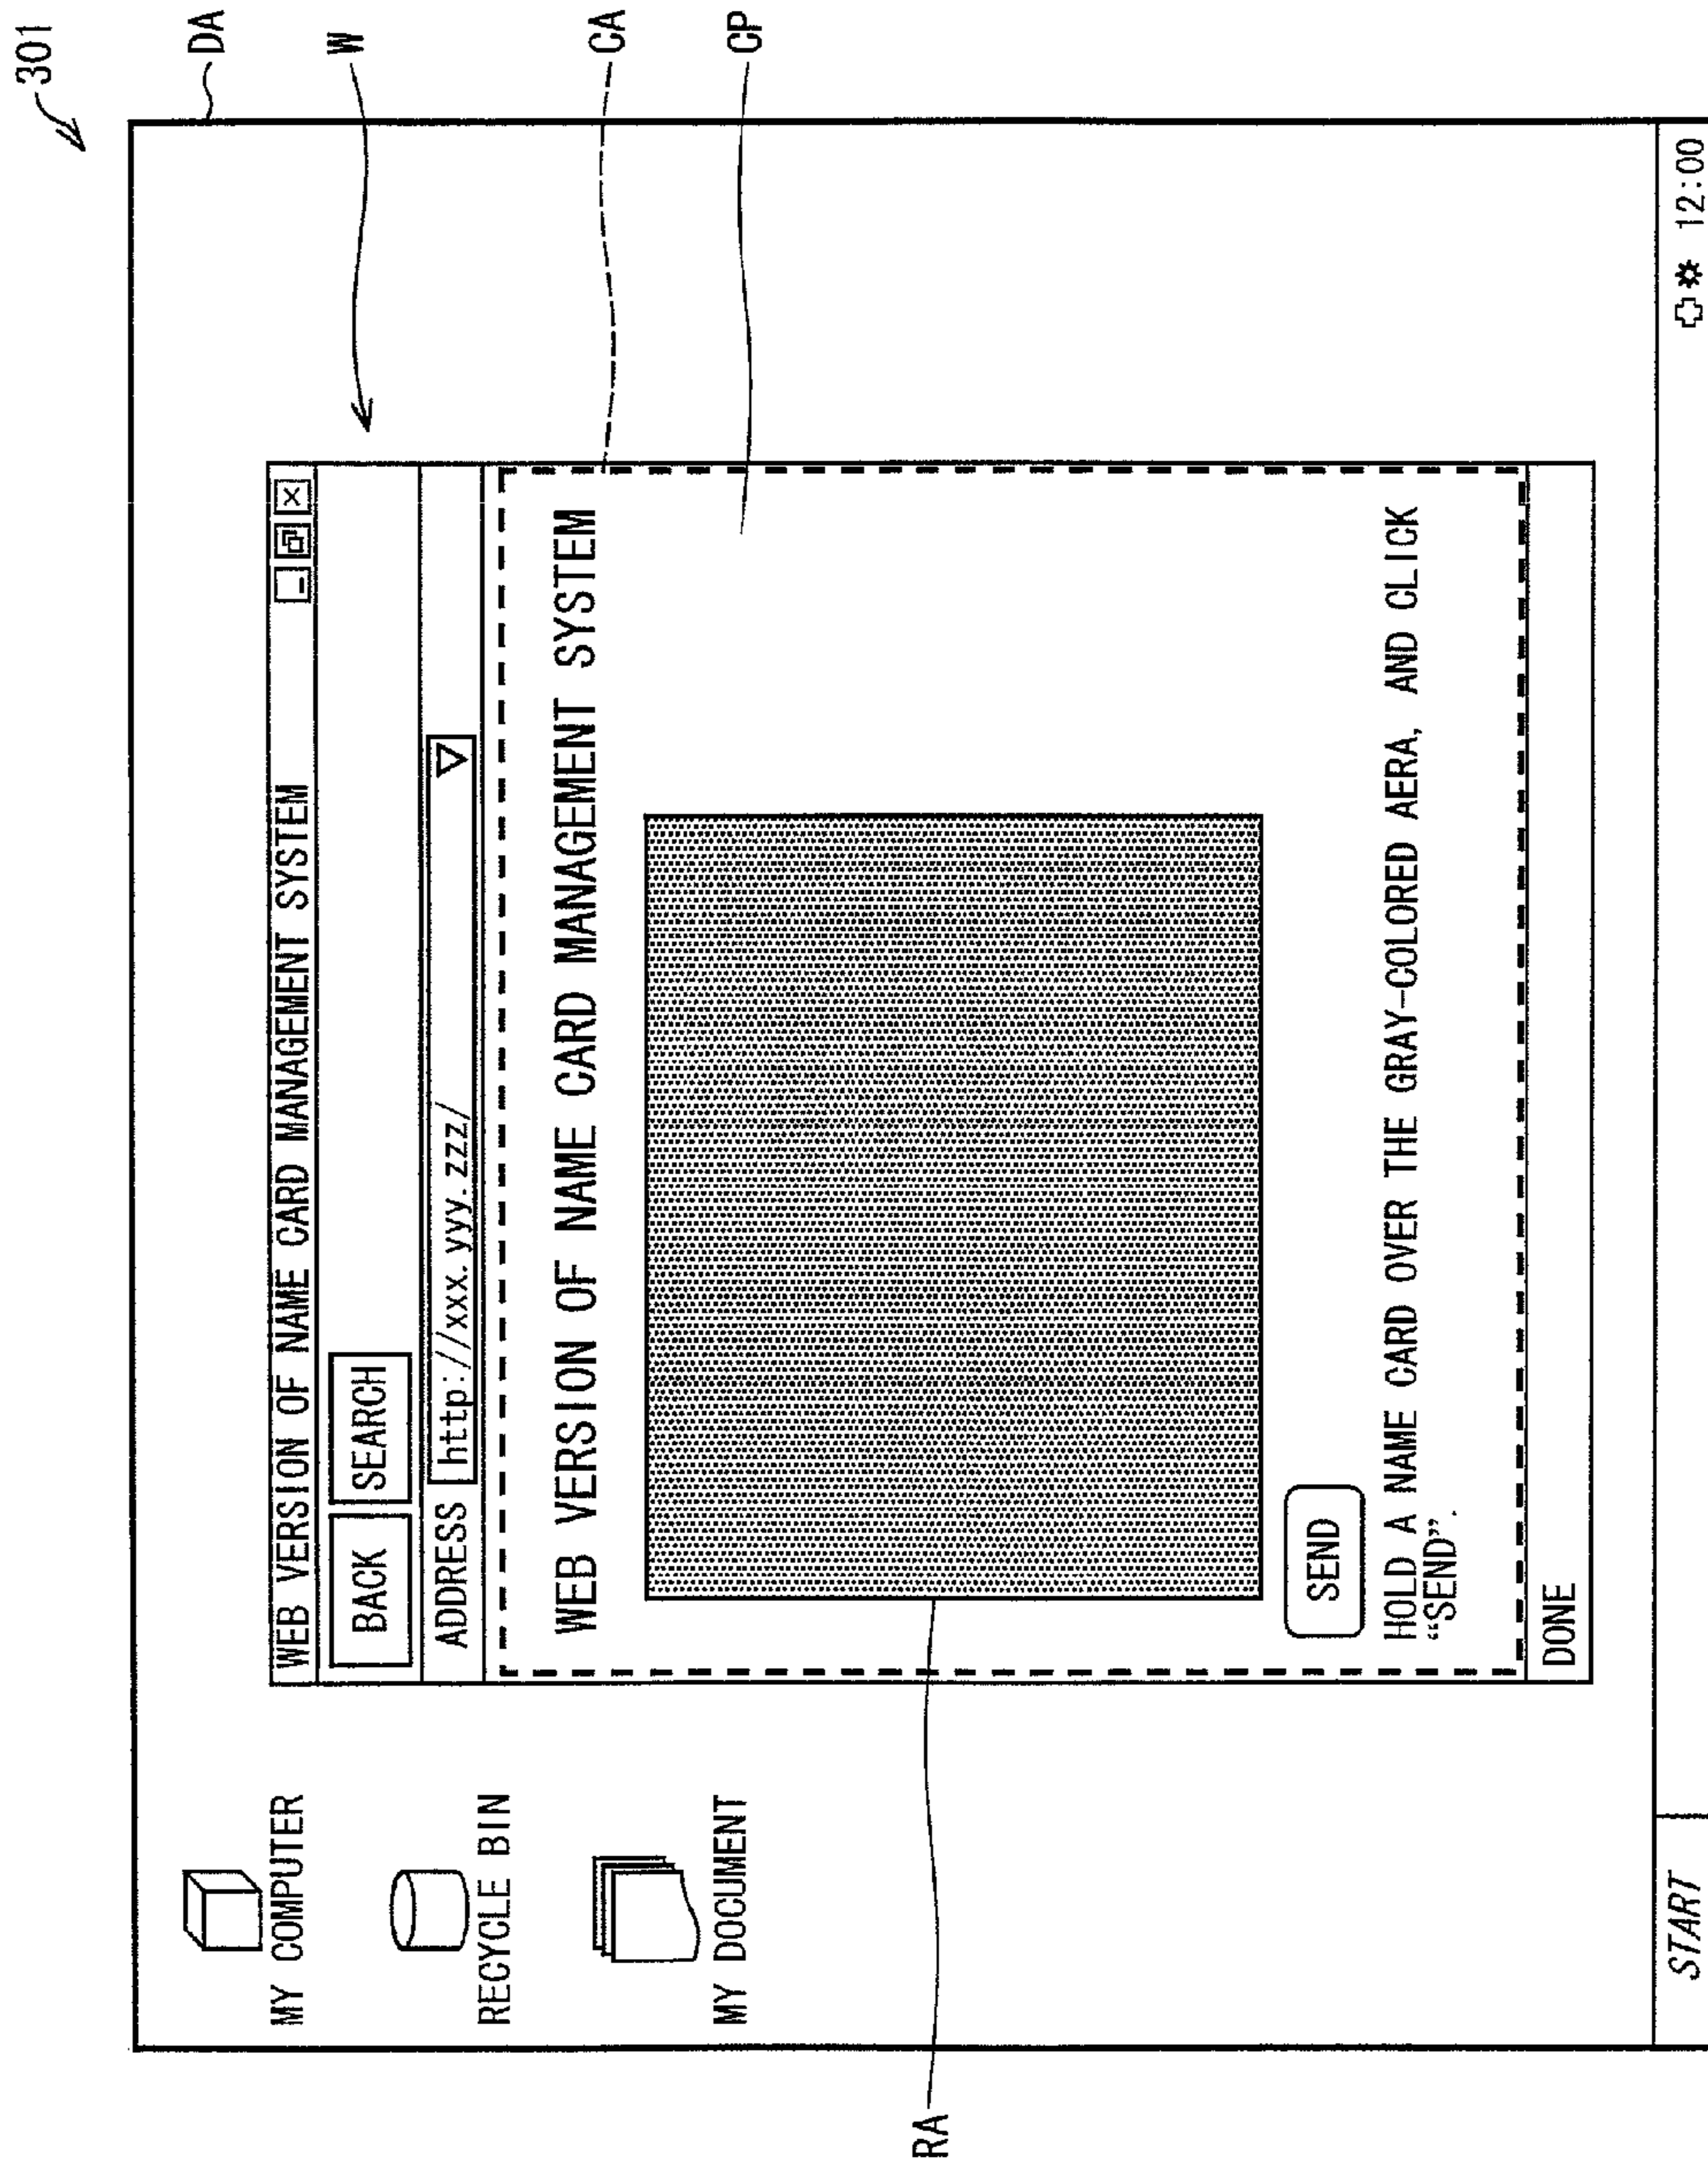 301
DA
W
CA
CP
RA
MY COMPUTER
RECYCLE BIN
MY DOCUMENT
WEB VERSION OF NAME CARD MANAGEMENT SYSTEM
BACK SEARCH
ADDRESS http://xxx.yyy.zzz/
WEB VERSION OF NAME CARD MANAGEMENT SYSTEM
SEND
HOLD A NAME CARD OVER THE GRAY-COLORED AERA, AND CLICK
“SEND”.
DONE
START 12:00